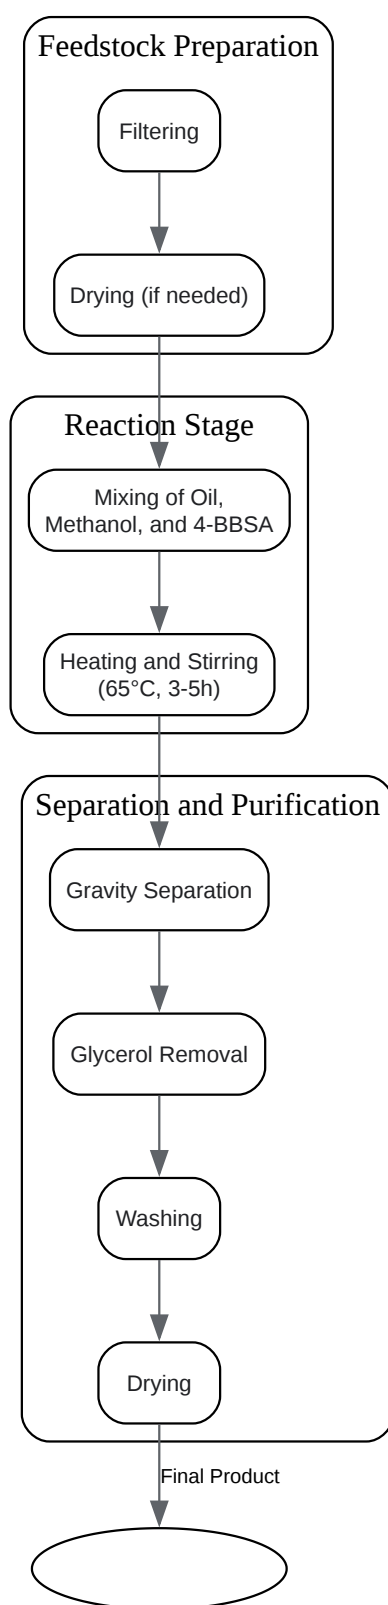 Feedstock Preparation
Filtering
Drying (if needed)
Reaction Stage
Mixing of Oil,
Methanol, and 4-BBSA
Heating and Stirring
(65°C, 3-5h)
Separation and Purification
Gravity Separation
Glycerol Removal
Washing
Drying
Final Product